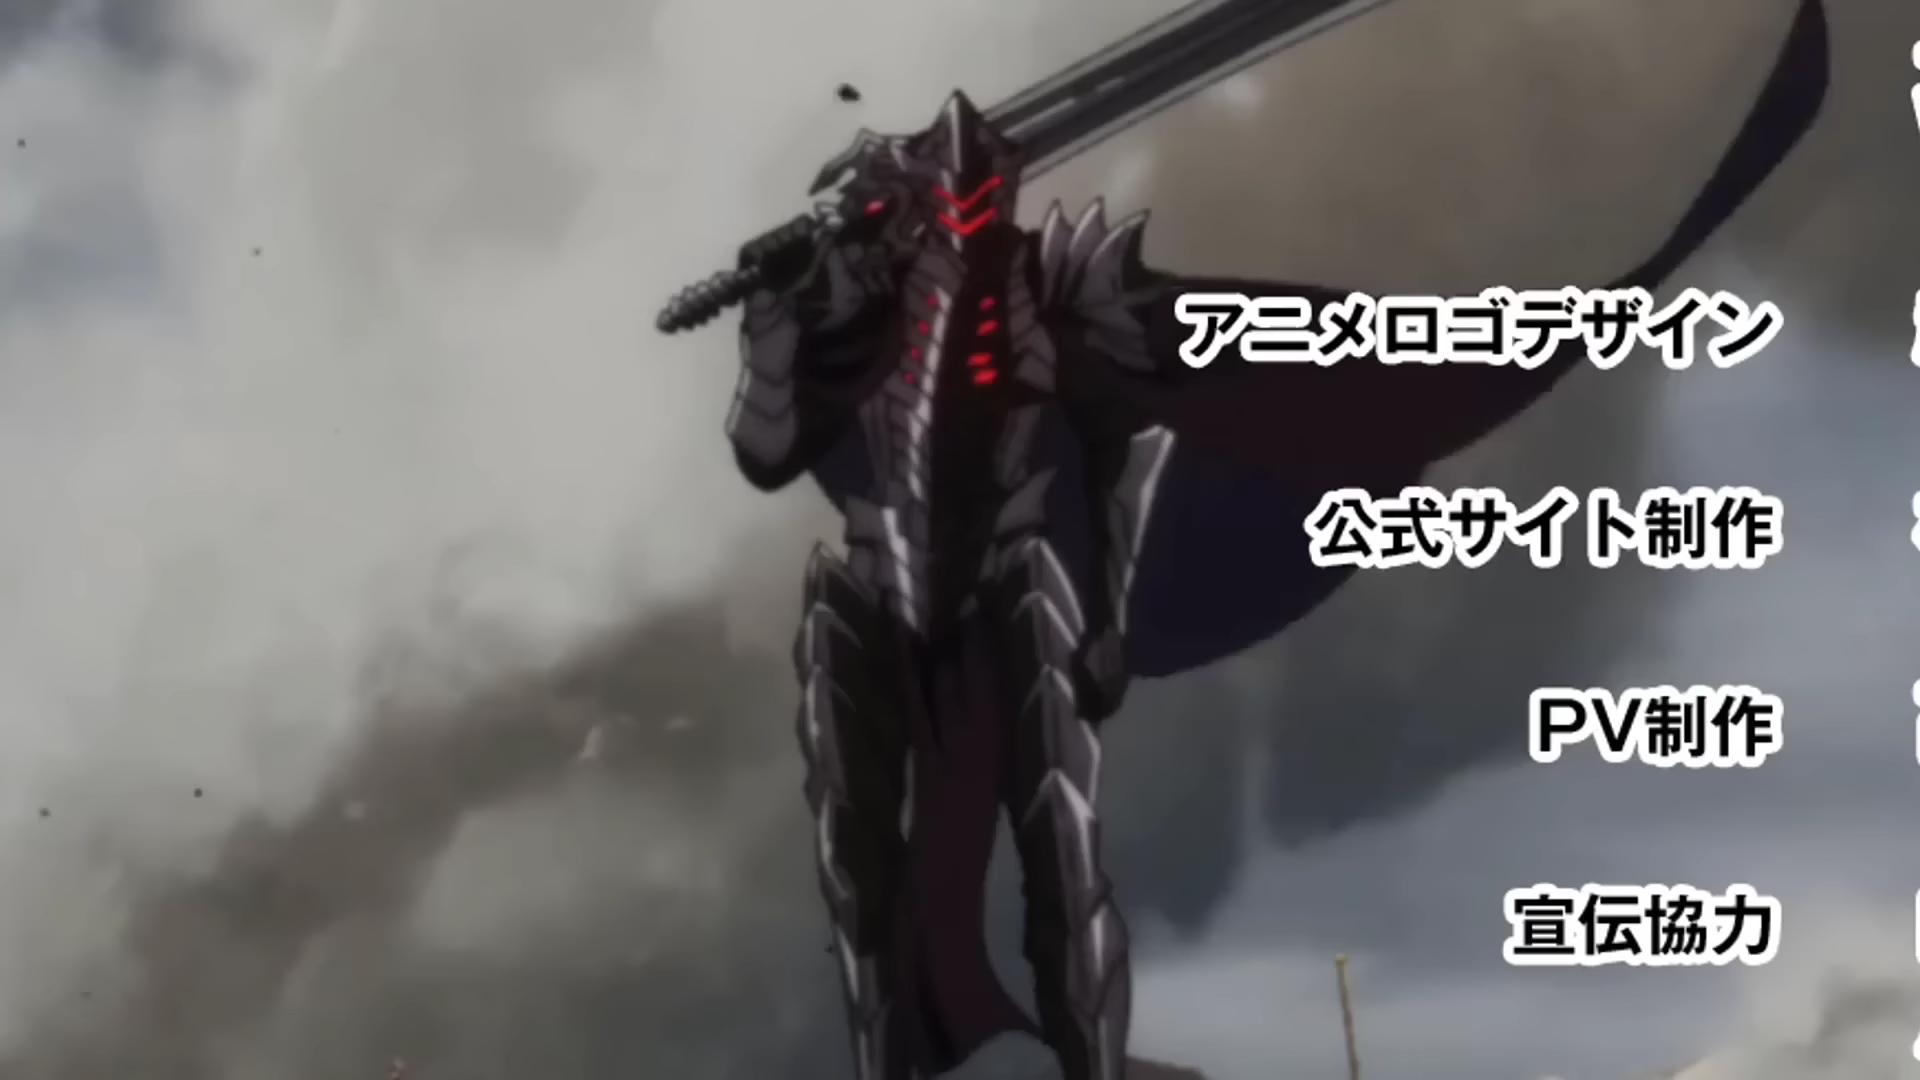 アニメロゴデザイン
公式サイト制作
PV制作
宣伝協力